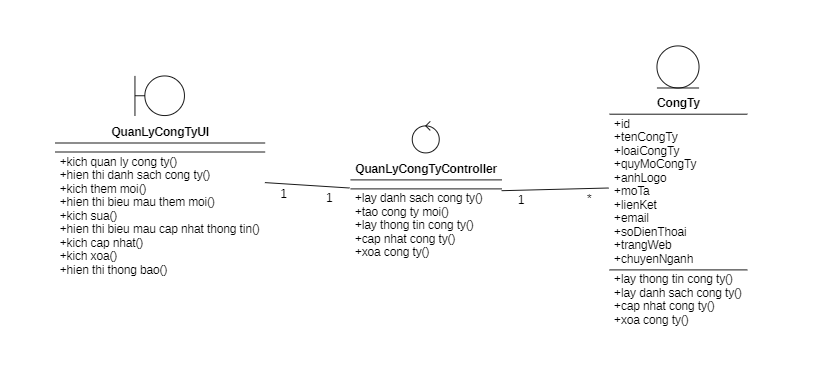 QuanLyCongTyUI
+kich quan ly cong ty()
+hien thi danh sach cong ty()
+kich them moi()
+hien thi bieu mau them moi()
+kich sua()
+hien thi bieu mau cap nhat thong tin()
+kich cap nhat()
+kich xoa()
+hien thi thong bao()
1
1
QuanLyCongTyController
+lay danh sach cong ty()
+tao cong ty moi()
+lay thong tin cong ty()
+cap nhat cong ty()
+xoa cong ty()
1
*
CongTy
+id
+tenCongTy
+loaiCongTy
+quyMoCongTy
+anhLogo
+moTa
+lienKet
+email
+soDienThoai
+trangWeb
+chuyenNganh
+lay thong tin cong ty()
+lay danh sach cong ty()
+cap nhat cong ty()
+xoa cong ty()